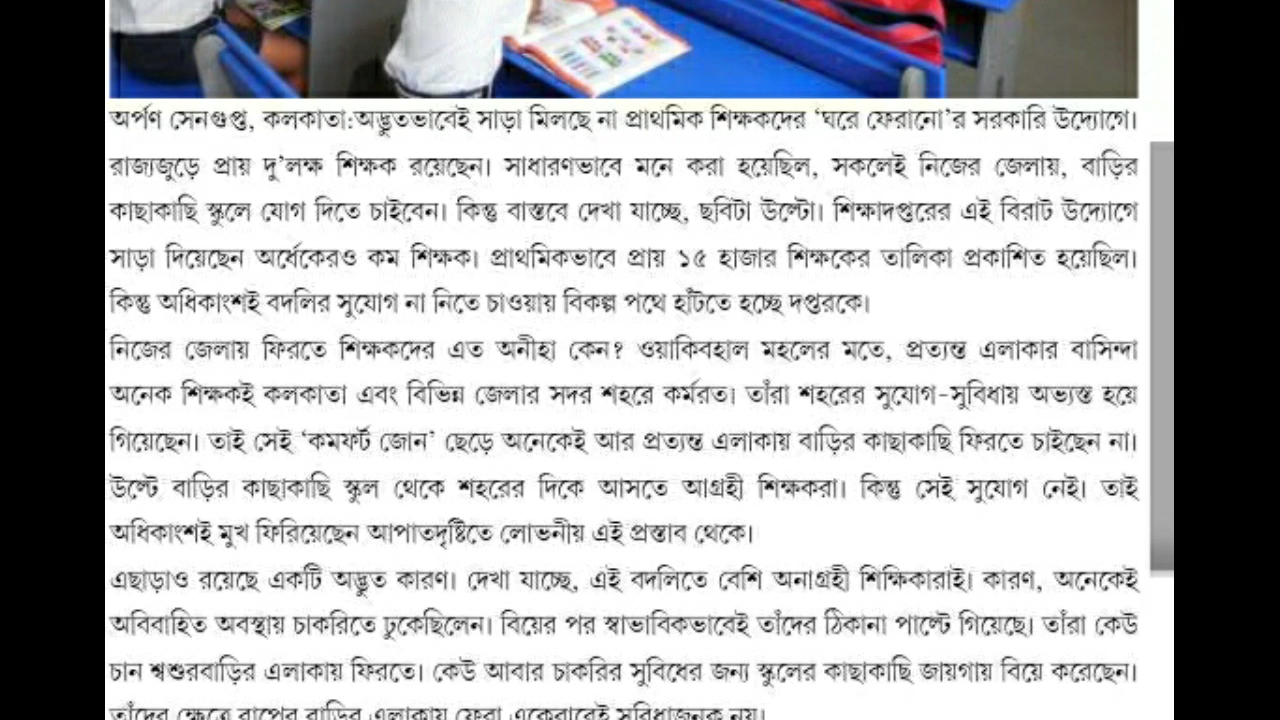 অর্পণ সেনগুপ্ত, কলকাতা:অদ্ভুতভাবেই সাড়া মিলছে না প্রাথমিক শিক্ষকদের ‘ঘরে ফেরানো’র সরকারি উদ্যোগে।
রাজ্যজুড়ে প্রায় দু’লক্ষ শিক্ষক রয়েছেন। সাধারণভাবে মনে করা হয়েছিল, সকলেই নিজের জেলায়, বাড়ির
কাছাকাছি স্কুলে যোগ দিতে চাইবেন। কিন্তু বাস্তবে দেখা যাচ্ছে, ছবিটা উল্টো। শিক্ষাদপ্তরের এই বিরাট উদ্যোগে
সাড়া দিয়েছেন অর্ধেকেরও কম শিক্ষক। প্রাথমিকভাবে প্রায় ১৫ হাজার শিক্ষকের তালিকা প্রকাশিত হয়েছিল।
কিন্তু অধিকাংশই বদলির সুযোগ না নিতে চাওয়ায় বিকল্প পথে হাঁটতে হচ্ছে দপ্তরকে।
নিজের জেলায় ফিরতে শিক্ষকদের এত অনীহা কেন? ওয়াকিবহাল মহলের মতে, প্রত্যন্ত এলাকার বাসিন্দা
অনেক শিক্ষকই কলকাতা এবং বিভিন্ন জেলার সদর শহরে কর্মরত। তাঁরা শহরের সুযোগ-সুবিধায় অভ্যস্ত হয়ে
গিয়েছেন। তাই সেই ‘কমফর্ট জোন’ ছেড়ে অনেকেই আর প্রত্যন্ত এলাকায় বাড়ির কাছাকাছি ফিরতে চাইছেন না।
উল্টে বাড়ির কাছাকাছি স্কুল থেকে শহরের দিকে আসতে আগ্রহী শিক্ষকরা। কিন্তু সেই সুযোগ নেই। তাই
অধিকাংশই মুখ ফিরিয়েছেন আপাতদৃষ্টিতে লোভনীয় এই প্রস্তাব থেকে।
এছাড়াও রয়েছে একটি অদ্ভুত কারণ। দেখা যাচ্ছে, এই বদলিতে বেশি অনাগ্রহী শিক্ষিকারাই। কারণ, অনেকেই
অবিবাহিত অবস্থায় চাকরিতে ঢুকেছিলেন। বিয়ের পর স্বাভাবিকভাবেই তাঁদের ঠিকানা পাল্টে গিয়েছে। তাঁরা কেউ
চান শ্বশুরবাড়ির এলাকায় ফিরতে। কেউ আবার চাকরির সুবিধের জন্য স্কুলের কাছাকাছি জায়গায় বিয়ে করেছেন।
তাঁদের ক্ষেত্রে বাপের বাড়ির এলাকায় ফেরা একেবারেই সুবিধাজনক নয়।